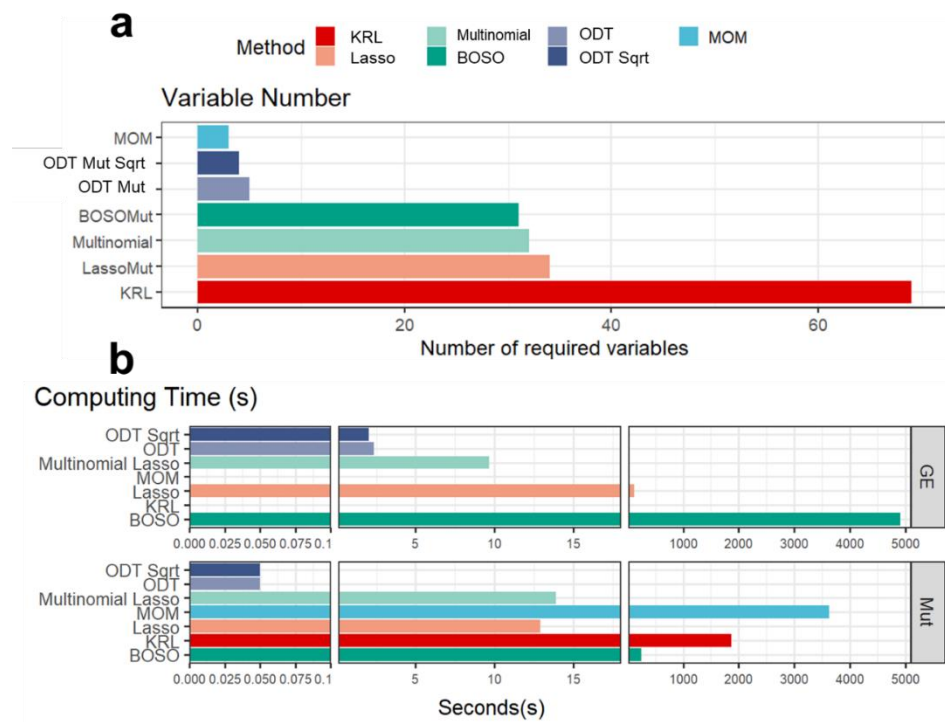 a
Method KRL Multinomial ODT MOM
Lasso BOSO ODT Sqrt
Variable Number
MOM
ODT Mut Sqrt
ODT Mut
BOSOMut
Multinomial
LassoMut
KRL
0 20 40 60
Number of required variables
b
Computing Time (s)
ODT Sqrt
ODT
Multinomial Lasso
MOM
Lasso
KRL
BOSO
GE
0.000 0.025 0.050 0.075 0.1 5 10 15 1000 2000 3000 4000 5000
ODT Sqrt
ODT
Multinomial Lasso
MOM
Lasso
KRL
BOSO
Mut
0.000 0.025 0.050 0.075 0.1 5 10 15 1000 2000 3000 4000 5000
Seconds(s)